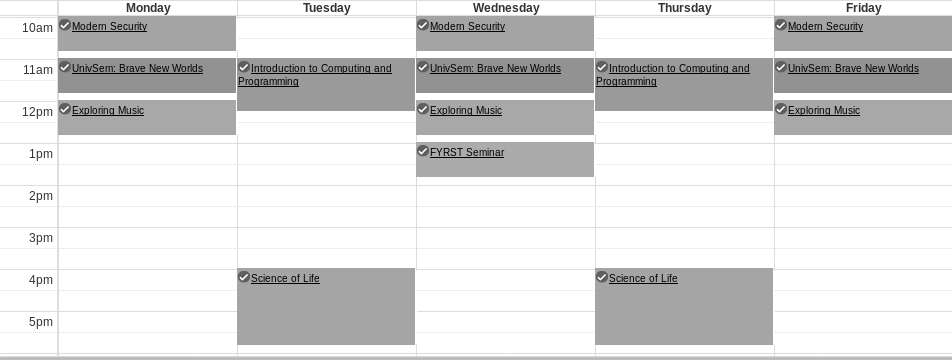 Monday Tuesday Wednesday Thursday Friday
10am Modern Security Modern Security Modern Security
11am UnivSem: Brave New Worlds Introduction to Computing and UnivSem: Brave New Worlds Introduction to Computing and UnivSem: Brave New Worlds
Programming Programming
12pm Exploring Music Exploring Music Exploring Music
1pm FYRST Seminar
2pm
3pm
4pm Science of Life Science of Life
5pm